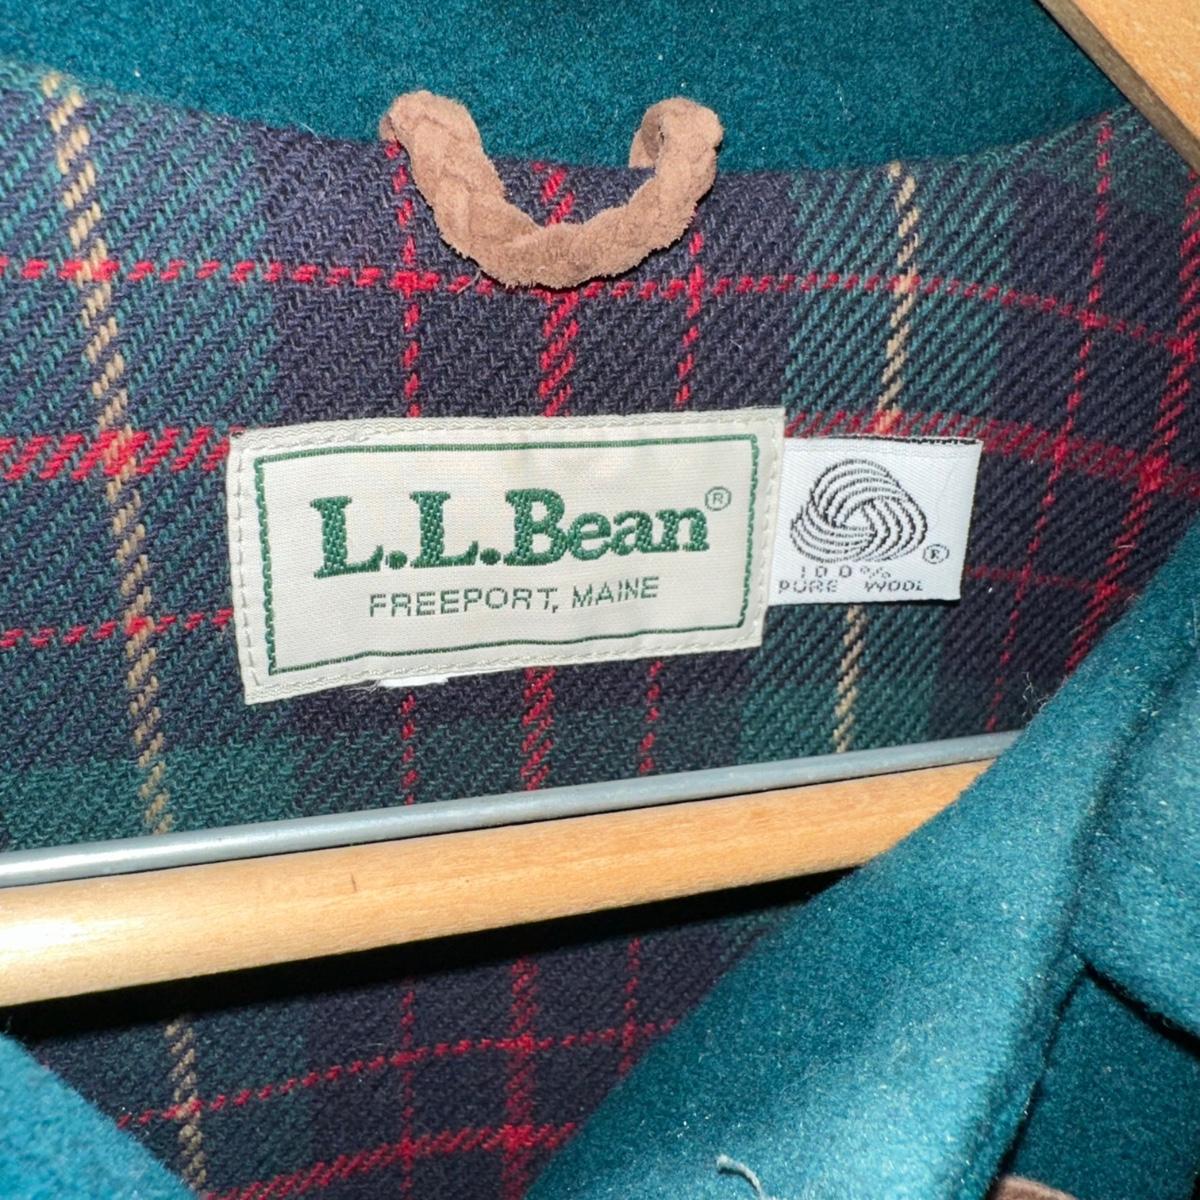 L.L.Bean®
FREEPORT, MAINE
®
100%
PURE WOOL